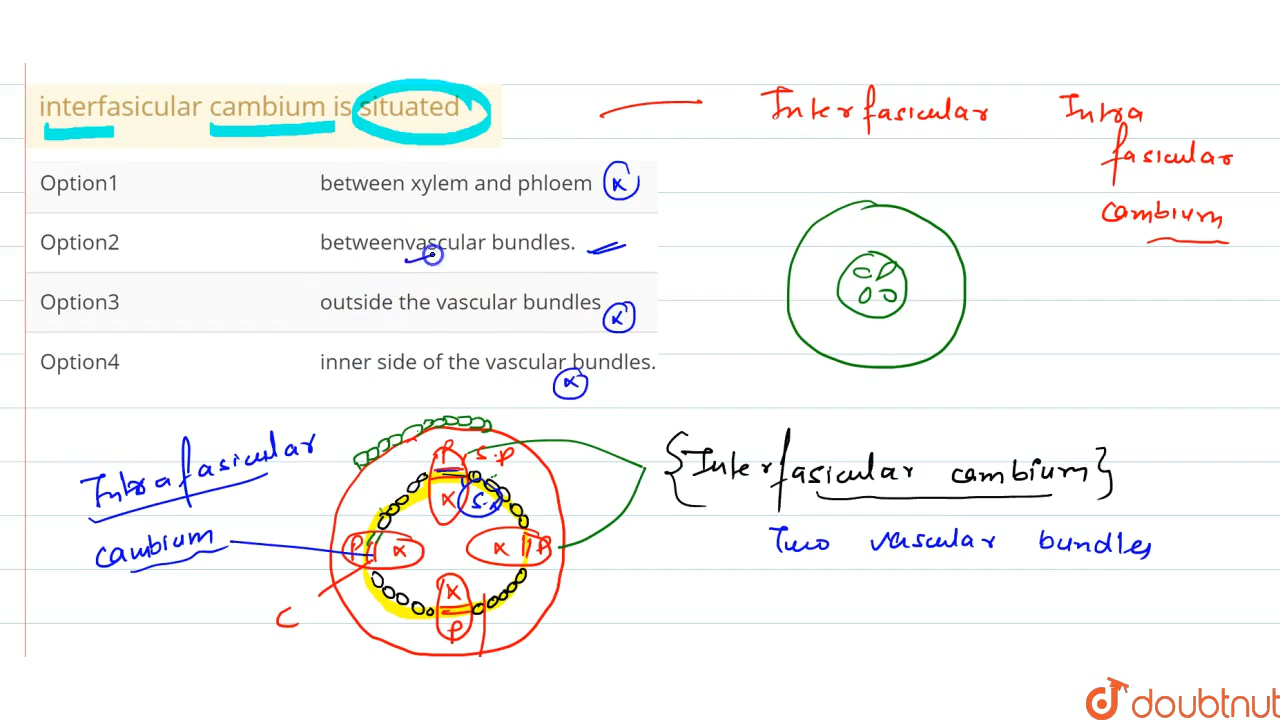 interfasicular cambium is situated
Option1 between xylem and phloem x
Option2 betweenvascular bundles.
Option3 outside the vascular bundles x
Option4 inner side of the vascular bundles.
x
Interfasicular
Intra
fasicular
cambium
Intrafasicular
cambium
P S.P
x S.x
P x
x P
x
P
C
{Interfasicular cambium}
Two vascular bundles
doubtnut